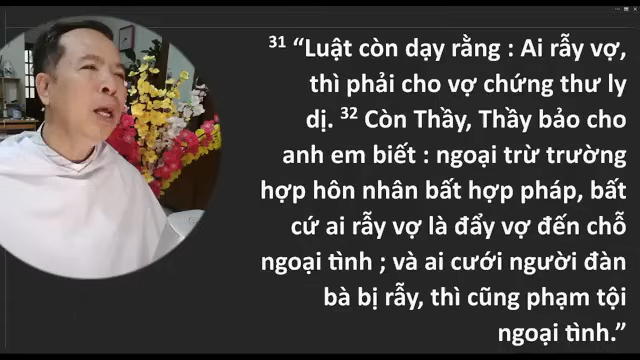 31 “Luật còn dạy rằng : Ai rẫy vợ,
thì phải cho vợ chứng thư ly
dị. 32 Còn Thầy, Thầy bảo cho
anh em biết : ngoại trừ trường
hợp hôn nhân bất hợp pháp, bất
cứ ai rẫy vợ là đẩy vợ đến chỗ
ngoại tình ; và ai cưới người đàn
bà bị rẫy, thì cũng phạm tội
ngoại tình.”